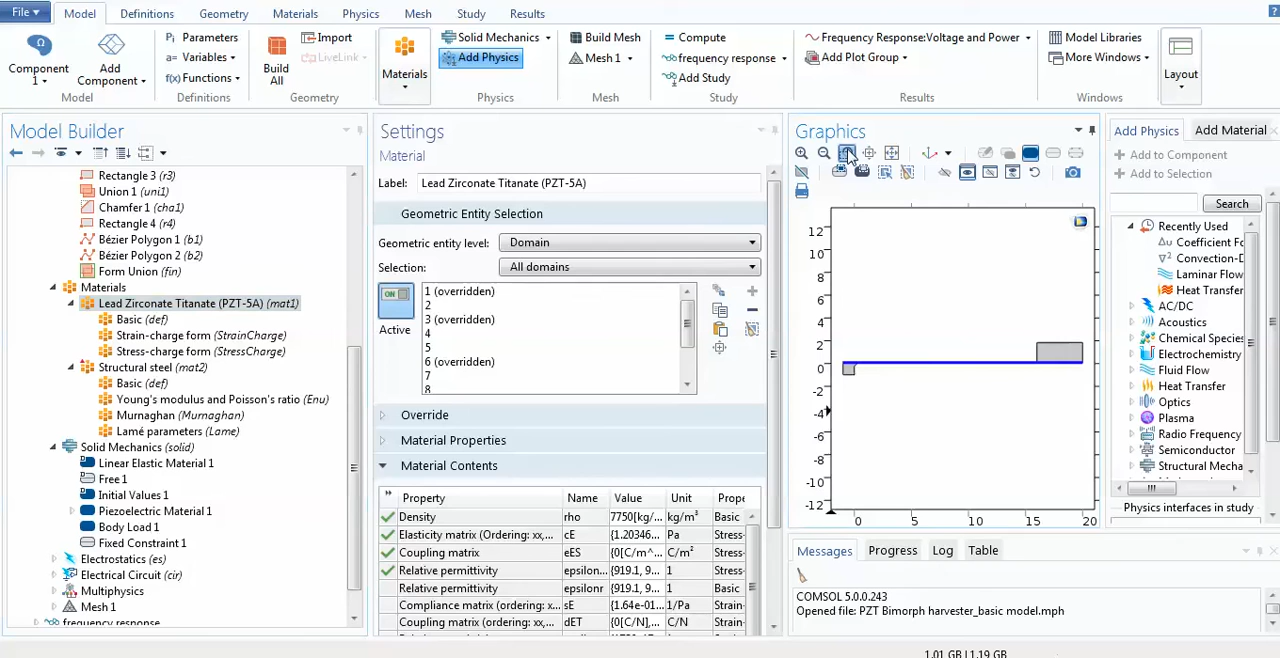 File
Model
Definitions
Geometry
Materials
Physics
Mesh
Study
Results
?
Component
1
Add
Component
Model
Pi Parameters
a= Variables
f(x) Functions
Definitions
Build
All
Import
LiveLink
Geometry
Materials
Solid Mechanics
Add Physics
Physics
Build Mesh
Mesh 1
Mesh
= Compute
frequency response
Add Study
Study
Frequency Response:Voltage and Power
Add Plot Group
Results
Model Libraries
More Windows
Windows
Layout
Model Builder
Rectangle 3 (r3)
Union 1 (uni1)
Chamfer 1 (cha1)
Rectangle 4 (r4)
Bézier Polygon 1 (b1)
Bézier Polygon 2 (b2)
Form Union (fin)
Materials
Lead Zirconate Titanate (PZT-5A) (mat1)
Basic (def)
Strain-charge form (StrainCharge)
Stress-charge form (StressCharge)
Structural steel (mat2)
Basic (def)
Young's modulus and Poisson's ratio (Enu)
Murnaghan (Murnaghan)
Lamé parameters (Lame)
Solid Mechanics (solid)
Linear Elastic Material 1
Free 1
Initial Values 1
Piezoelectric Material 1
Body Load 1
Fixed Constraint 1
Electrostatics (es)
Electrical Circuit (cir)
Multiphysics
Mesh 1
frequency response
Settings
Material
Label: Lead Zirconate Titanate (PZT-5A)
Geometric Entity Selection
Geometric entity level: Domain
Selection: All domains
ON
Active
1 (overridden)
2
3 (overridden)
4
5
6 (overridden)
7
8
Override
Material Properties
Material Contents
Property Name Value Unit Prope
Density rho 7750[kg/... kg/m³ Basic
Elasticity matrix (Ordering: xx,... cE {1.20346... Pa Stress-
Coupling matrix eES {0[C/m^... C/m² Stress-
Relative permittivity epsilon... {919.1, 9... 1 Stress-
Relative permittivity epsilonr {919.1, 9... 1 Basic
Compliance matrix (ordering: xx... sE {1.64e-01... 1/Pa Strain-
Coupling matrix (ordering: xx,... dET {0[C/N],... C/N Strain-
Graphics
12
10
8
6
4
2
0
-2
-4
-6
-8
-10
-12
0 5 10 15 20
Messages
Progress
Log
Table
COMSOL 5.0.0.243
Opened file: PZT Bimorph harvester_basic model.mph
1.01 GB | 1.19 GB
Add Physics
Add Material
Add to Component
Add to Selection
Search
Recently Used
Δu Coefficient Fo
∇² Convection-D
Laminar Flow
Heat Transfer
AC/DC
Acoustics
Chemical Species
Electrochemistry
Fluid Flow
Heat Transfer
Optics
Plasma
Radio Frequency
Semiconductor
Structural Mecha
Physics interfaces in study